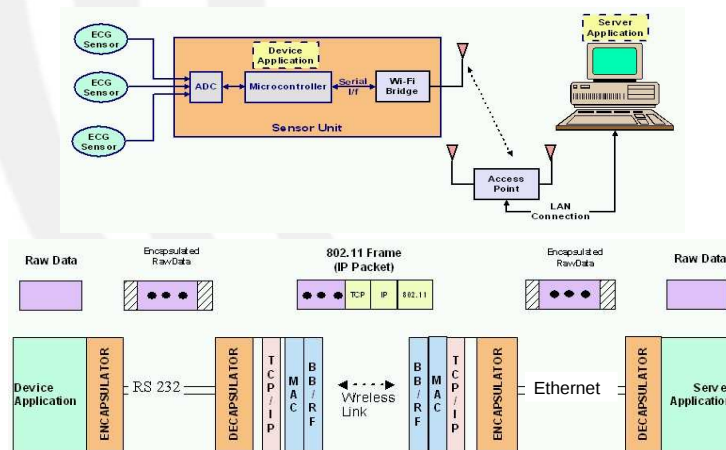 ECG
Sensor
ECG
Sensor
ECG
Sensor
Device
Application
ADC
Microcontroller
Serial
I/f
Wi-Fi
Bridge
Sensor Unit
Server
Application
Access
Point
LAN
Connection
Raw Data
Encapsulated
RawData
802.11 Frame
(IP Packet)
Encapsulated
RawData
Raw Data
TCP
IP
802.11
Device
Application
ENCAPSULATOR
RS 232
DECAPSULATOR
TCP/IP
MAC
BB/RF
Wireless
Link
BB/RF
MAC
TCP/IP
ENCAPSULATOR
Ethernet
DECAPSULATOR
Serve
Application